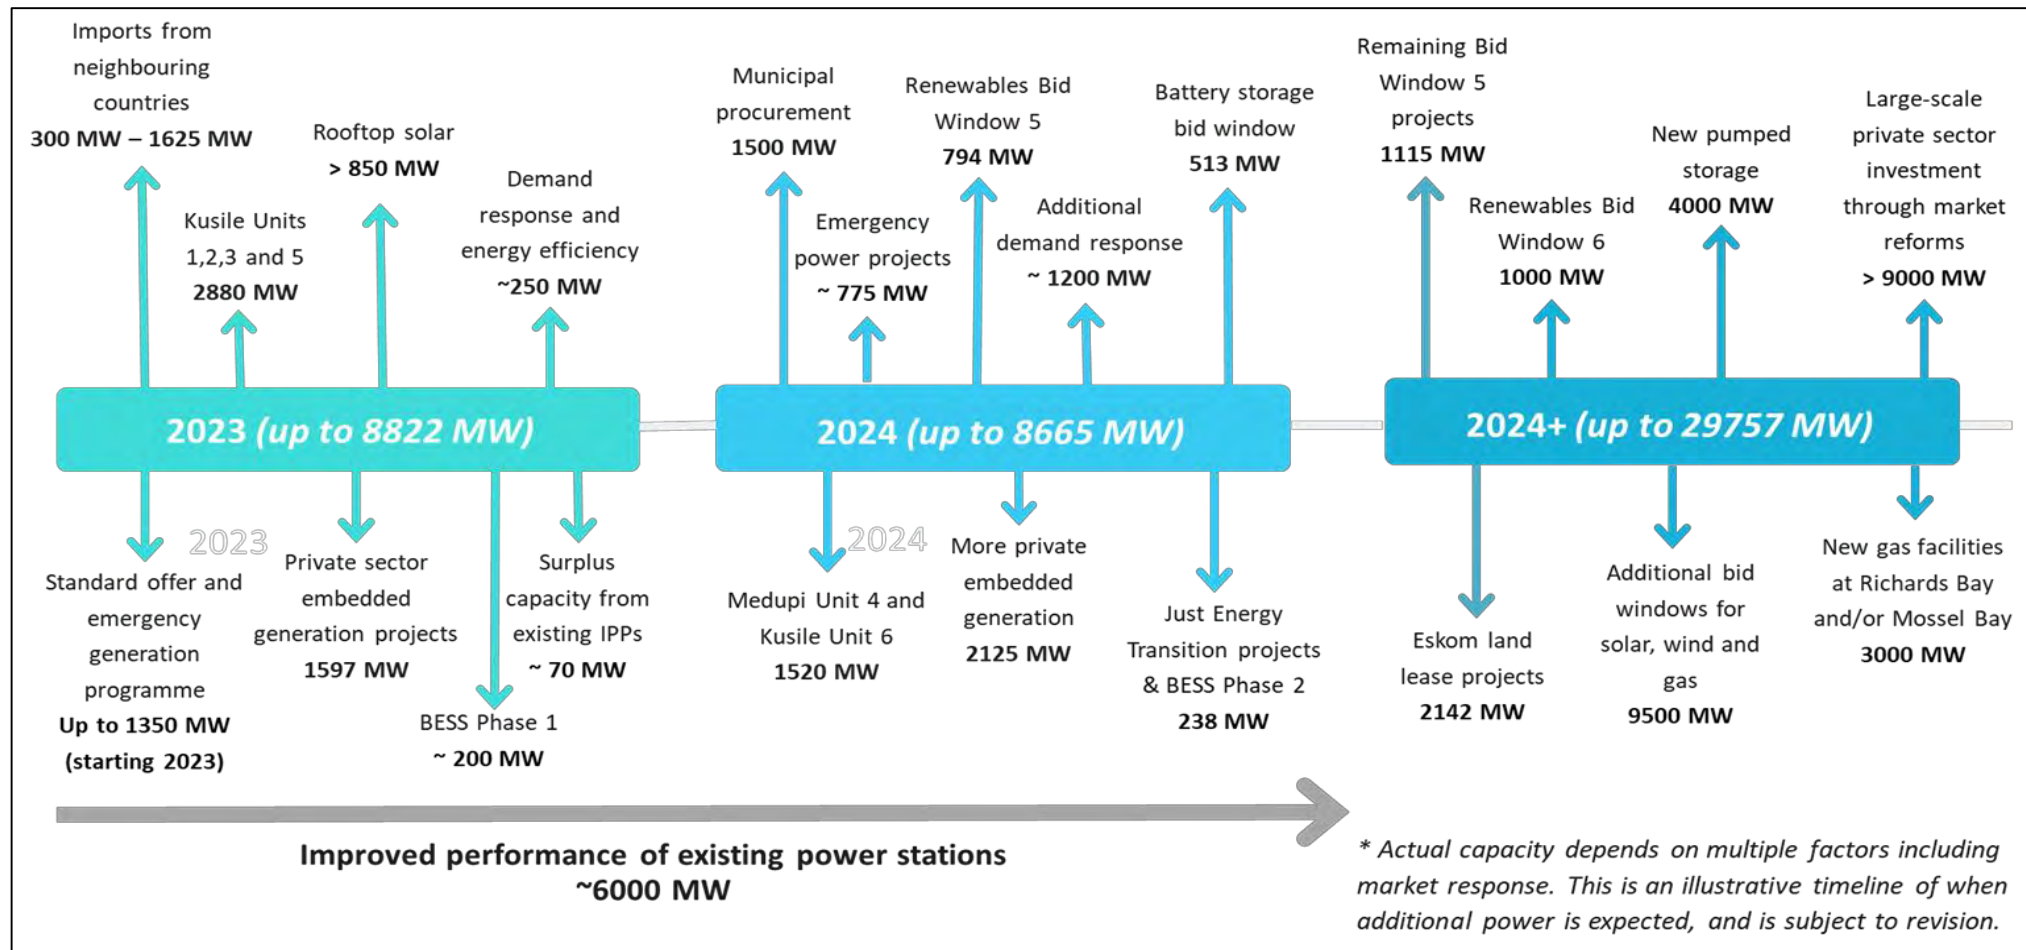 Imports from
neighbouring
countries
300 MW – 1625 MW
Kusile Units
1,2,3 and 5
2880 MW
Rooftop solar
> 850 MW
Demand
response and
energy efficiency
~250 MW
Municipal
procurement
1500 MW
Emergency
power projects
~ 775 MW
Renewables Bid
Window 5
794 MW
Additional
demand response
~ 1200 MW
Battery storage
bid window
513 MW
Remaining Bid
Window 5
projects
1115 MW
Renewables Bid
Window 6
1000 MW
New pumped
storage
4000 MW
Large-scale
private sector
investment
through market
reforms
> 9000 MW
2023 (up to 8822 MW)
2024 (up to 8665 MW)
2024+ (up to 29757 MW)
2023
2024
Standard offer and
emergency
generation
programme
Up to 1350 MW
(starting 2023)
Private sector
embedded
generation projects
1597 MW
BESS Phase 1
~ 200 MW
Surplus
capacity from
existing IPPs
~ 70 MW
Medupi Unit 4 and
Kusile Unit 6
1520 MW
More private
embedded
generation
2125 MW
Just Energy
Transition projects
& BESS Phase 2
238 MW
Eskom land
lease projects
2142 MW
Additional bid
windows for
solar, wind and
gas
9500 MW
New gas facilities
at Richards Bay
and/or Mossel Bay
3000 MW
Improved performance of existing power stations
~6000 MW
* Actual capacity depends on multiple factors including
market response. This is an illustrative timeline of when
additional power is expected, and is subject to revision.